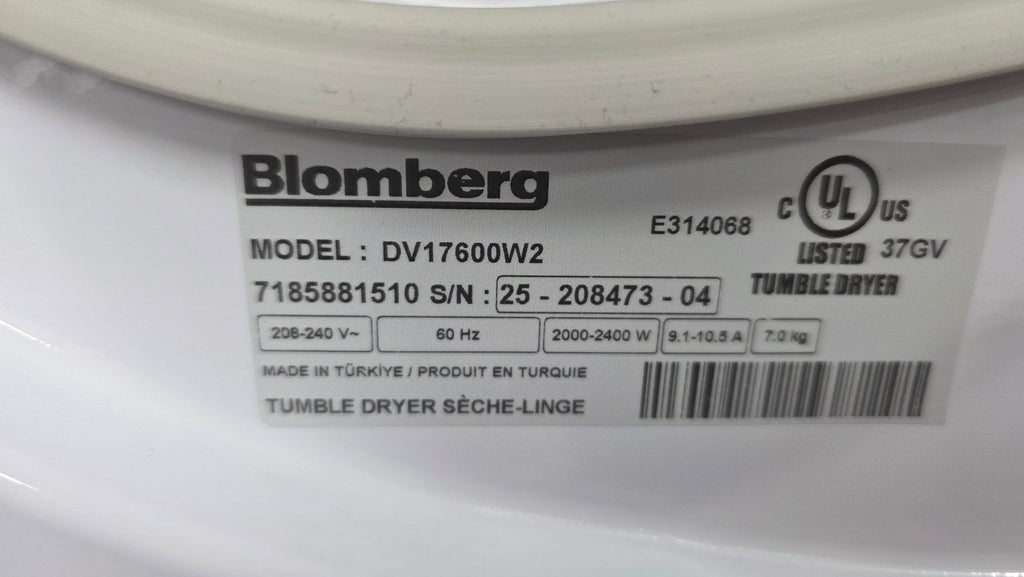 Blomberg
E314068
C UL US
LISTED 37GV
TUMBLE DRYER
MODEL : DV17600W2
7185881510 S/N : 25 - 208473 - 04
208-240 V~ 60 Hz 2000-2400 W 9.1-10.5 A 7.0 kg
MADE IN TÜRKİYE / PRODUIT EN TURQUIE
TUMBLE DRYER SÈCHE-LINGE